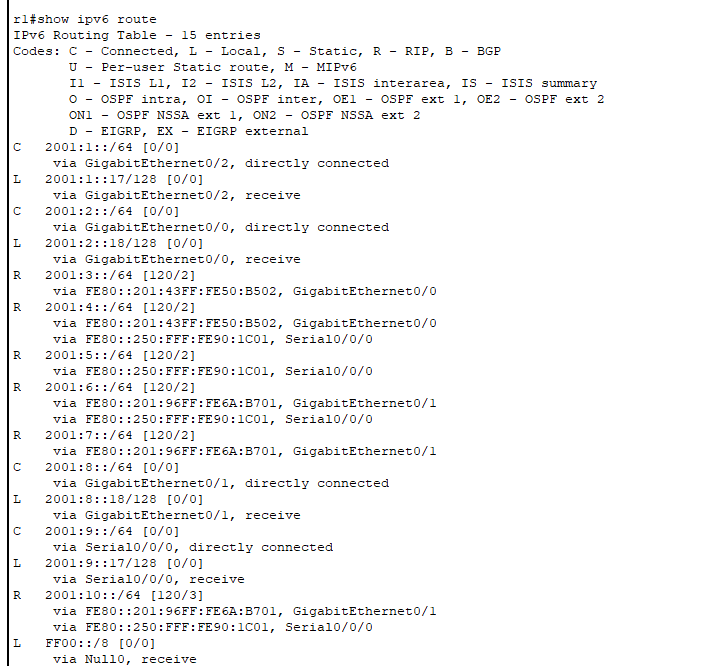 r1#show ipv6 route
IPv6 Routing Table - 15 entries
Codes: C - Connected, L - Local, S - Static, R - RIP, B - BGP
U - Per-user Static route, M - MIPv6
I1 - ISIS L1, I2 - ISIS L2, IA - ISIS interarea, IS - ISIS summary
O - OSPF intra, OI - OSPF inter, OE1 - OSPF ext 1, OE2 - OSPF ext 2
ON1 - OSPF NSSA ext 1, ON2 - OSPF NSSA ext 2
D - EIGRP, EX - EIGRP external
C 2001:1::/64 [0/0]
via GigabitEthernet0/2, directly connected
L 2001:1::17/128 [0/0]
via GigabitEthernet0/2, receive
C 2001:2::/64 [0/0]
via GigabitEthernet0/0, directly connected
L 2001:2::18/128 [0/0]
via GigabitEthernet0/0, receive
R 2001:3::/64 [120/2]
via FE80::201:43FF:FE50:B502, GigabitEthernet0/0
R 2001:4::/64 [120/2]
via FE80::201:43FF:FE50:B502, GigabitEthernet0/0
via FE80::250:FFF:FE90:1C01, Serial0/0/0
R 2001:5::/64 [120/2]
via FE80::250:FFF:FE90:1C01, Serial0/0/0
R 2001:6::/64 [120/2]
via FE80::201:96FF:FE6A:B701, GigabitEthernet0/1
via FE80::250:FFF:FE90:1C01, Serial0/0/0
R 2001:7::/64 [120/2]
via FE80::201:96FF:FE6A:B701, GigabitEthernet0/1
C 2001:8::/64 [0/0]
via GigabitEthernet0/1, directly connected
L 2001:8::18/128 [0/0]
via GigabitEthernet0/1, receive
C 2001:9::/64 [0/0]
via Serial0/0/0, directly connected
L 2001:9::17/128 [0/0]
via Serial0/0/0, receive
R 2001:10::/64 [120/3]
via FE80::201:96FF:FE6A:B701, GigabitEthernet0/1
via FE80::250:FFF:FE90:1C01, Serial0/0/0
L FF00::/8 [0/0]
via Null0, receive